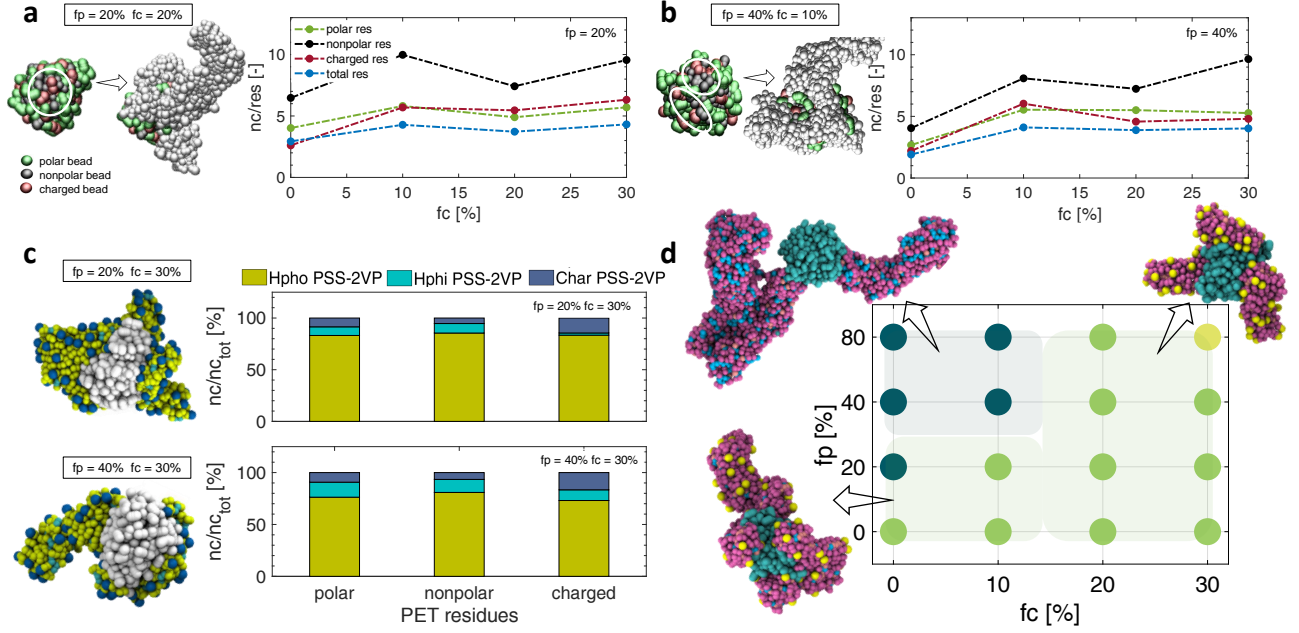 a
fp = 20% fc = 20%
polar bead
nonpolar bead
charged bead
polar res
nonpolar res
charged res
total res
fp = 20%
nc/res [-]
10
5
0
0 5 10 15 20 25 30
fc [%]
b
fp = 40% fc = 10%
fp = 40%
nc/res [-]
10
5
0
0 5 10 15 20 25 30
fc [%]
c
fp = 20% fc = 30%
Hpho PSS-2VP Hphi PSS-2VP Char PSS-2VP
fp = 20% fc = 30%
nc/nctot [%]
100
50
0
fp = 40% fc = 30%
fp = 40% fc = 30%
nc/nctot [%]
100
50
0
polar nonpolar charged
PET residues
d
fp [%]
80
40
20
0
0 10 20 30
fc [%]